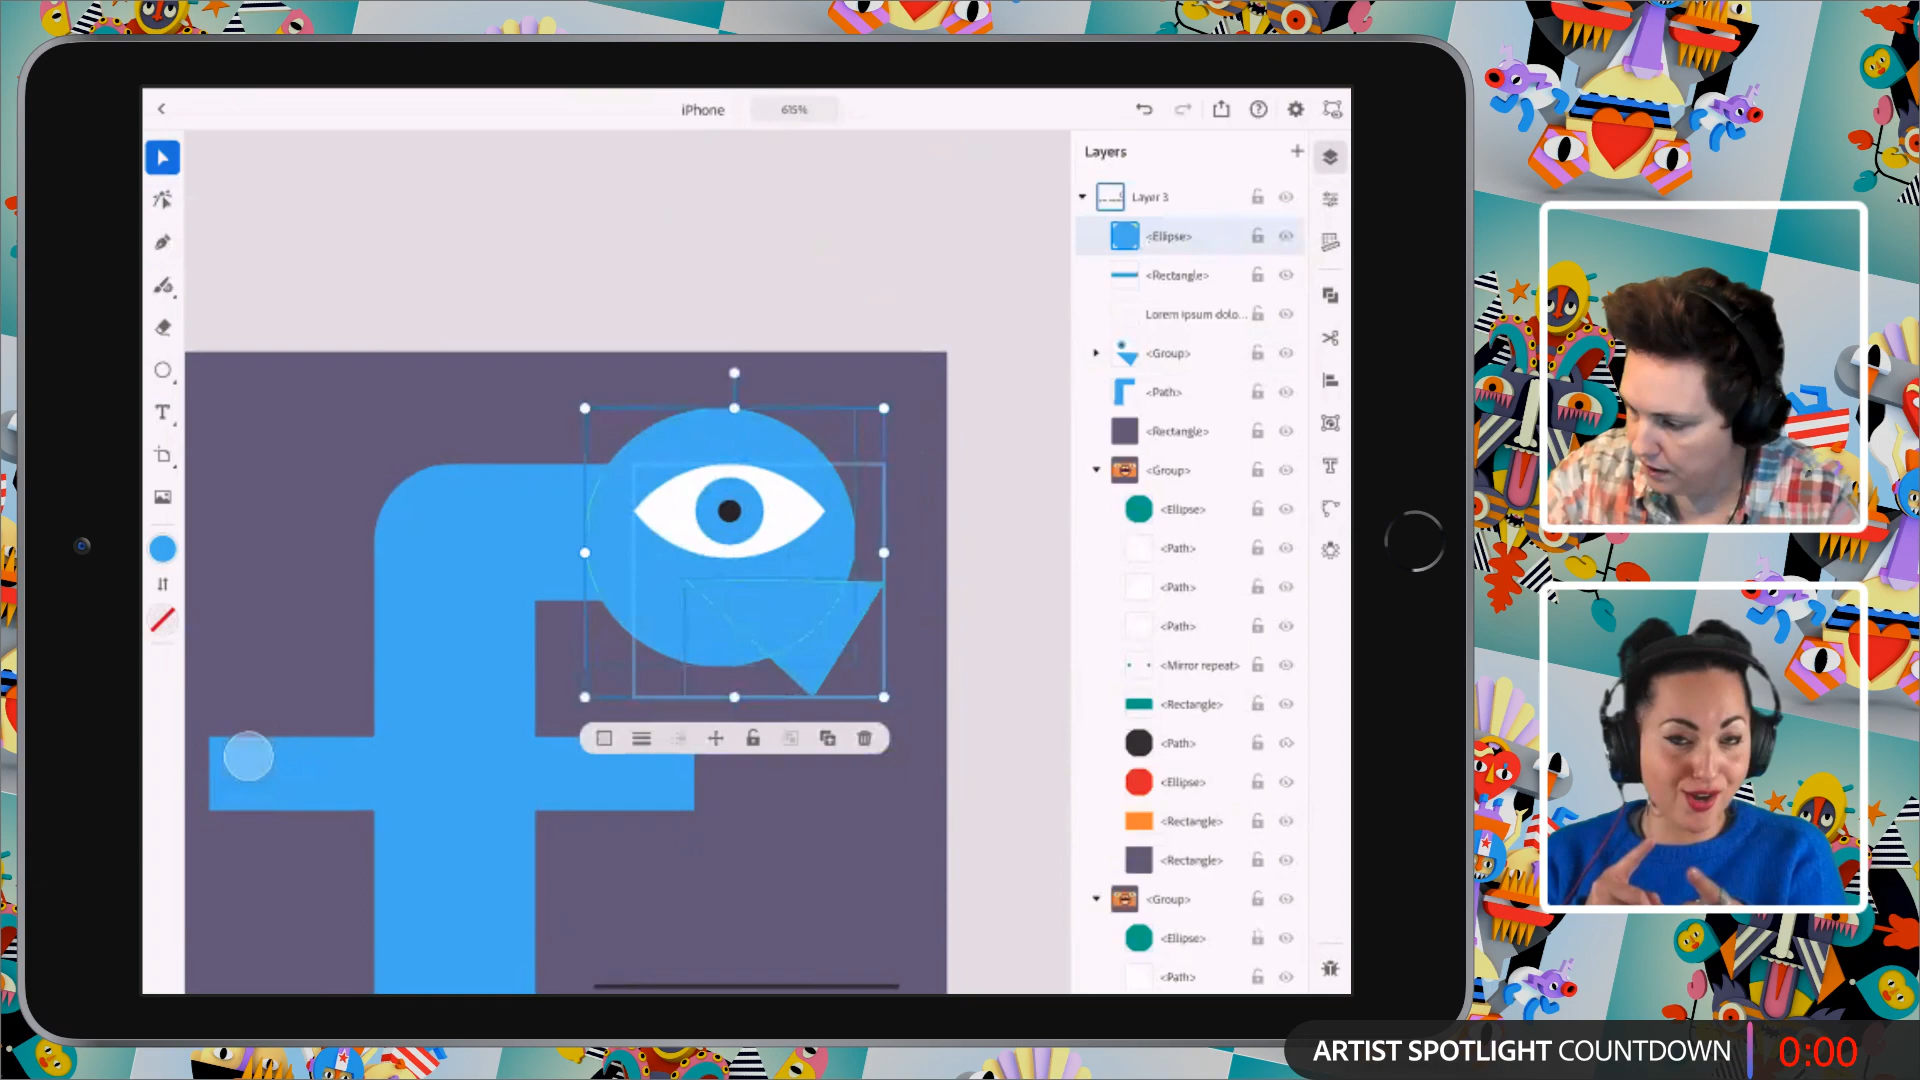 iPhone
615%
Layers
Layer 3
<Ellipse>
<Rectangle>
Lorem ipsum dolo...
<Group>
<Path>
<Rectangle>
<Group>
<Ellipse>
<Path>
<Path>
<Path>
<Mirror repeat>
<Rectangle>
<Path>
<Ellipse>
<Rectangle>
<Rectangle>
<Group>
<Ellipse>
<Path>
ARTIST SPOTLIGHT COUNTDOWN
0:00